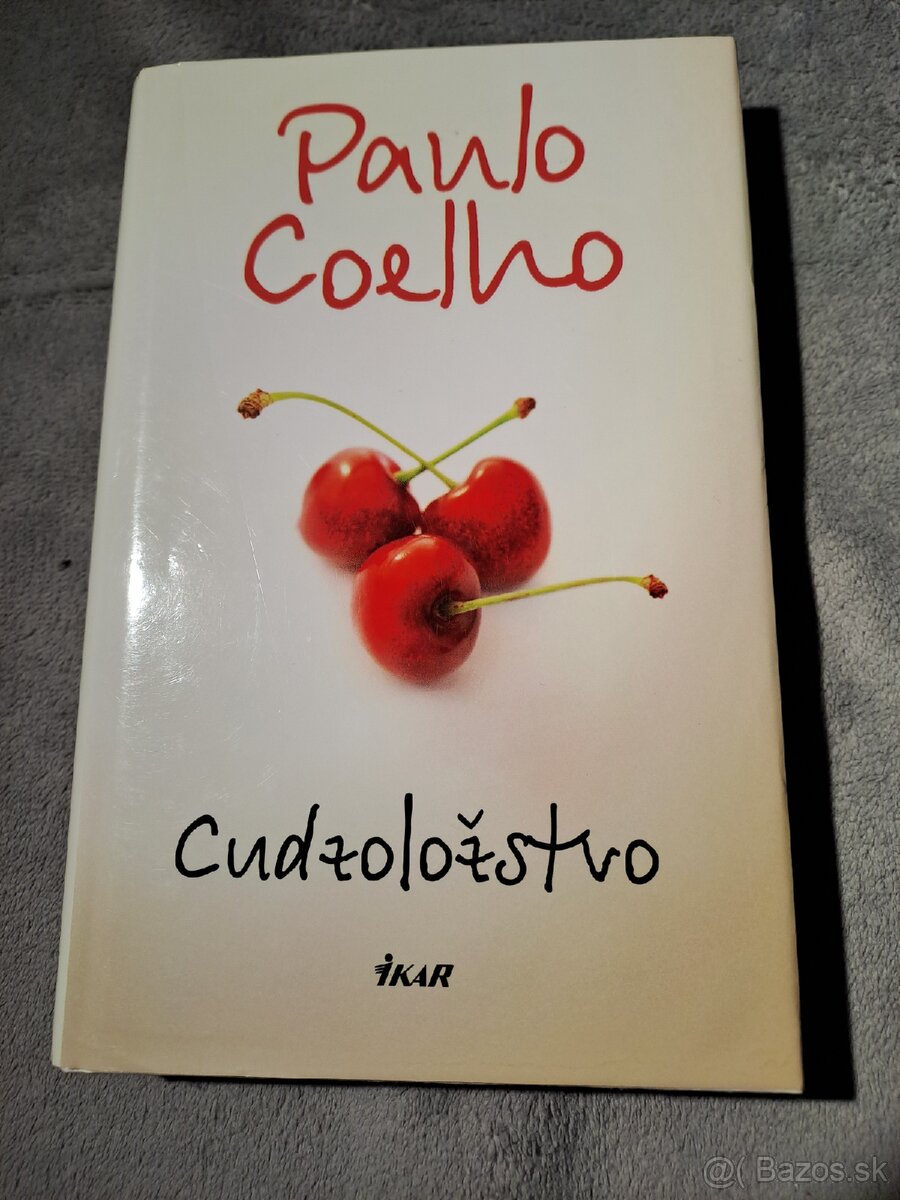 Paulo
Coelho
Cudzoložstvo
IKAR
@( Bazos.sk